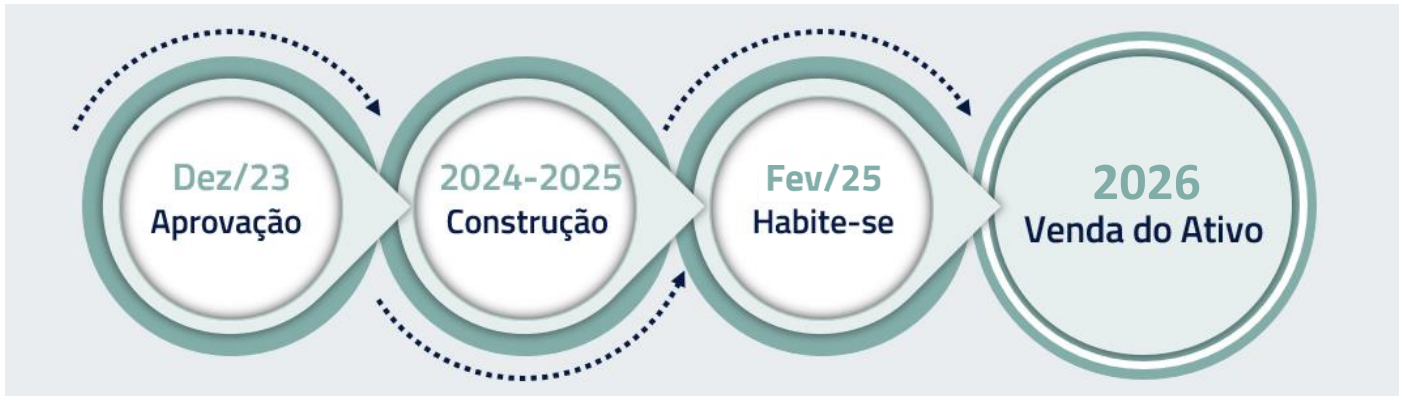 Dez/23
Aprovação
2024-2025
Construção
Fev/25
Habite-se
2026
Venda do Ativo